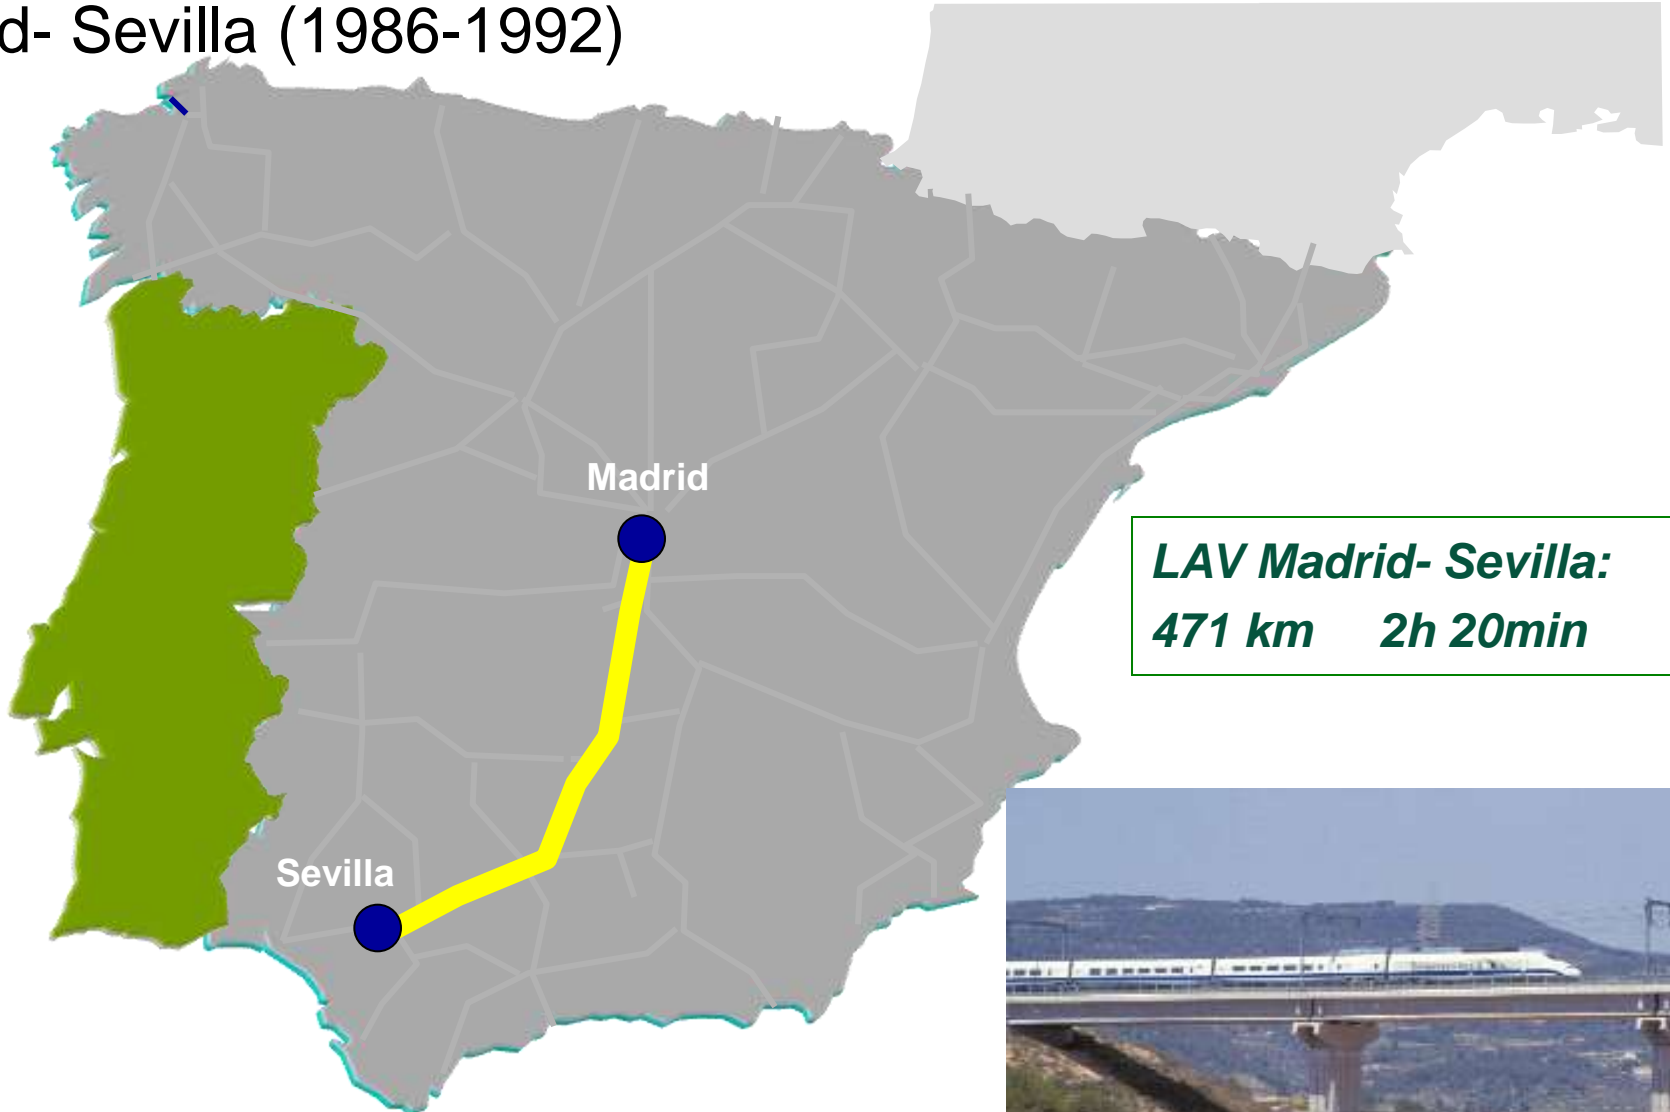 d- Sevilla (1986-1992)
Madrid
LAV Madrid- Sevilla:
471 km 2h 20min
Sevilla